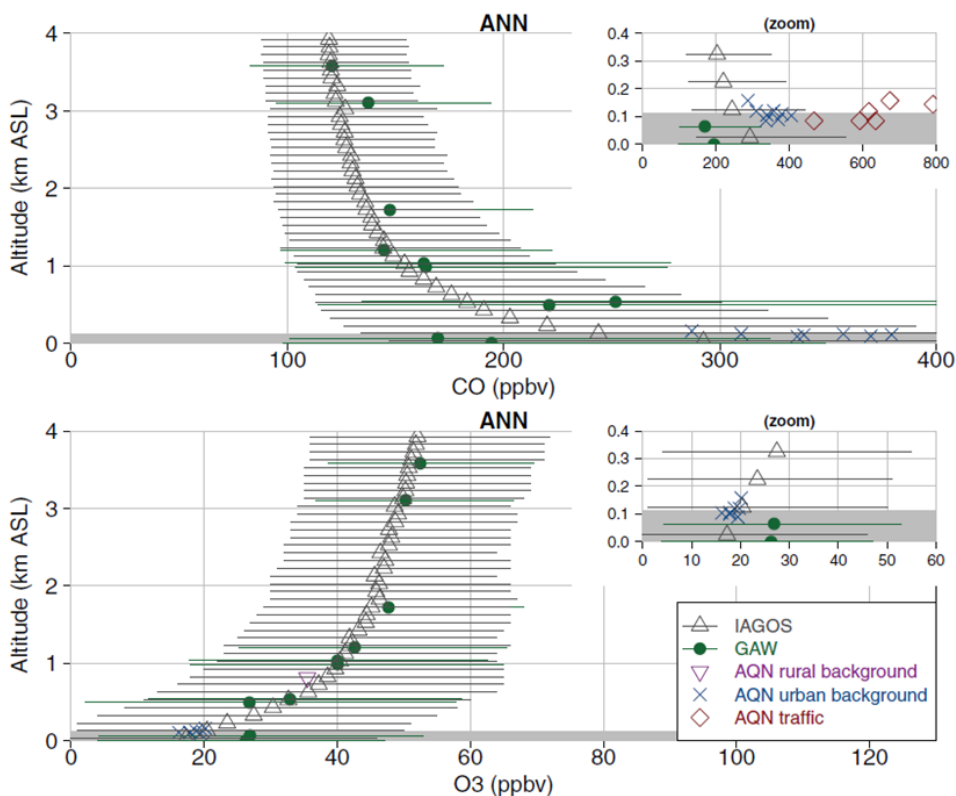 ANN
(zoom)
4
3
2
1
0
Altitude (km ASL)
0.4
0.3
0.2
0.1
0.0
0 200 400 600 800
0 100 200 300 400
CO (ppbv)
ANN
(zoom)
4
3
2
1
0
Altitude (km ASL)
0.4
0.3
0.2
0.1
0.0
0 10 20 30 40 50 60
IAGOS
GAW
AQN rural background
AQN urban background
AQN traffic
0 20 40 60 80 100 120
O3 (ppbv)